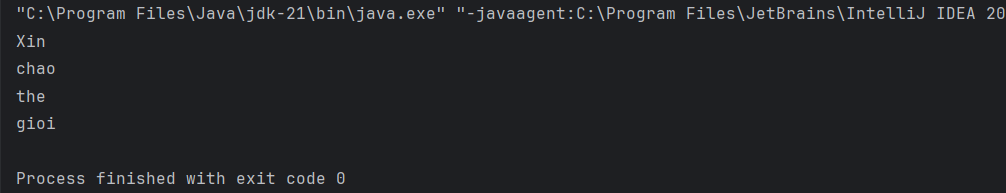 "C:\Program Files\Java\jdk-21\bin\java.exe" "-javaagent:C:\Program Files\JetBrains\IntelliJ IDEA 20
Xin
chao
the
gioi
Process finished with exit code 0